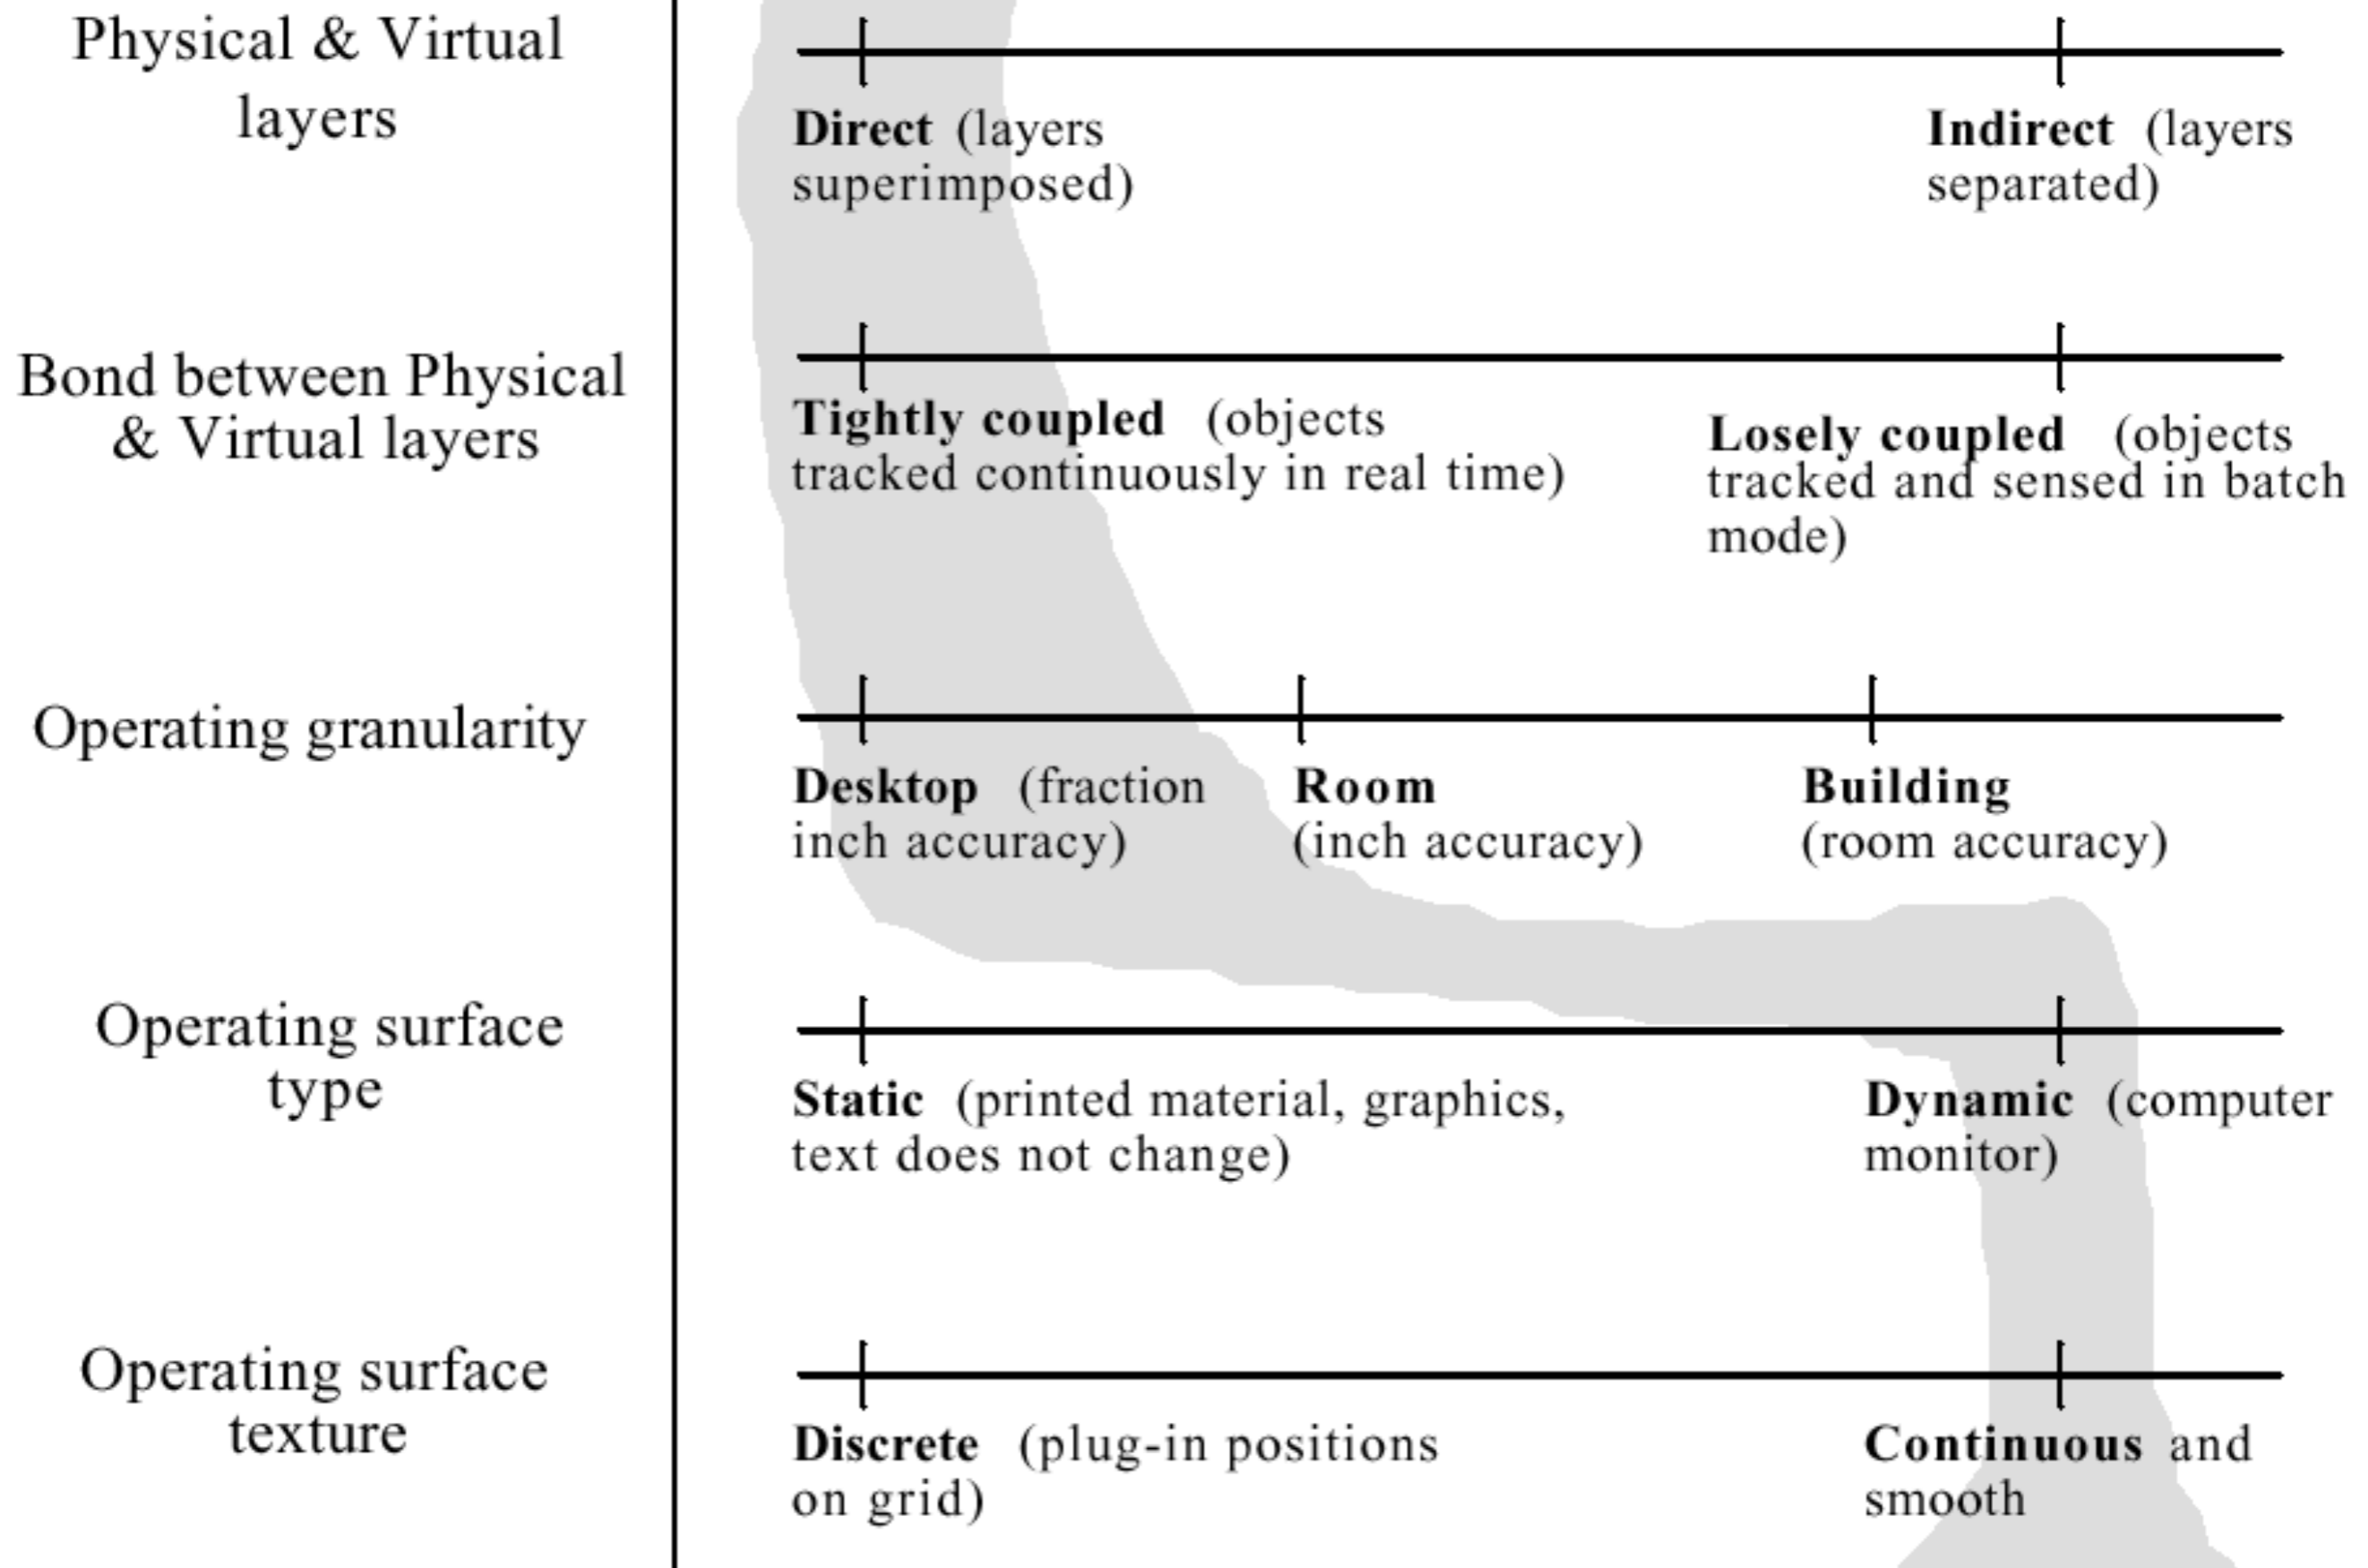 Physical & Virtual
layers
Direct (layers
superimposed)
Indirect (layers
separated)
Bond between Physical
& Virtual layers
Tightly coupled (objects
tracked continuously in real time)
Losely coupled (objects
tracked and sensed in batch
mode)
Operating granularity
Desktop (fraction
inch accuracy)
Room
(inch accuracy)
Building
(room accuracy)
Operating surface
type
Static (printed material, graphics,
text does not change)
Dynamic (computer
monitor)
Operating surface
texture
Discrete (plug-in positions
on grid)
Continuous and
smooth